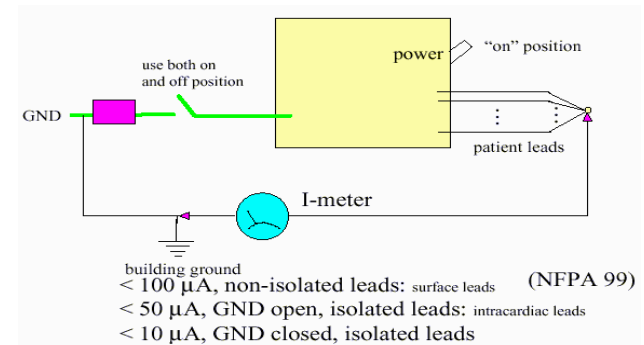 power
"on" position
use both on
and off position
GND
patient leads
I-meter
building ground
< 100 μA, non-isolated leads: surface leads (NFPA 99)
< 50 μA, GND open, isolated leads: intracardiac leads
< 10 μA, GND closed, isolated leads